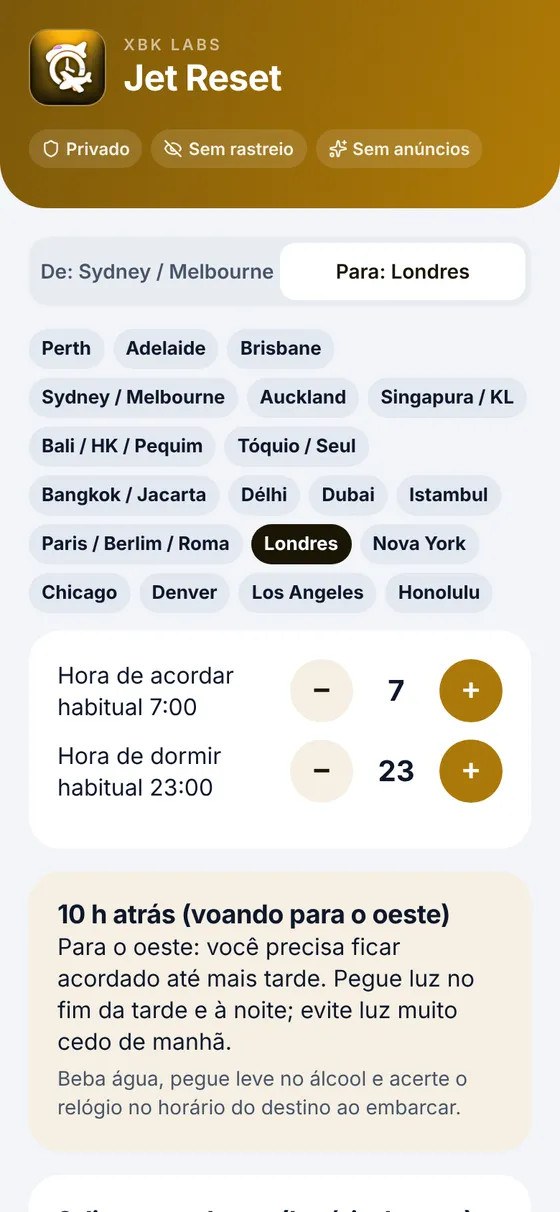 XBK LABS
Jet Reset
Privado
Sem rastreio
Sem anúncios
De: Sydney / Melbourne
Para: Londres
Perth
Adelaide
Brisbane
Sydney / Melbourne
Auckland
Singapura / KL
Bali / HK / Pequim
Tóquio / Seul
Bangkok / Jacarta
Délhi
Dubai
Istambul
Paris / Berlim / Roma
Londres
Nova York
Chicago
Denver
Los Angeles
Honolulu
Hora de acordar
habitual 7:00
− 7 +
Hora de dormir
habitual 23:00
− 23 +
10 h atrás (voando para o oeste)
Para o oeste: você precisa ficar
acordado até mais tarde. Pegue luz no
fim da tarde e à noite; evite luz muito
cedo de manhã.
Beba água, pegue leve no álcool e acerte o
relógio no horário do destino ao embarcar.